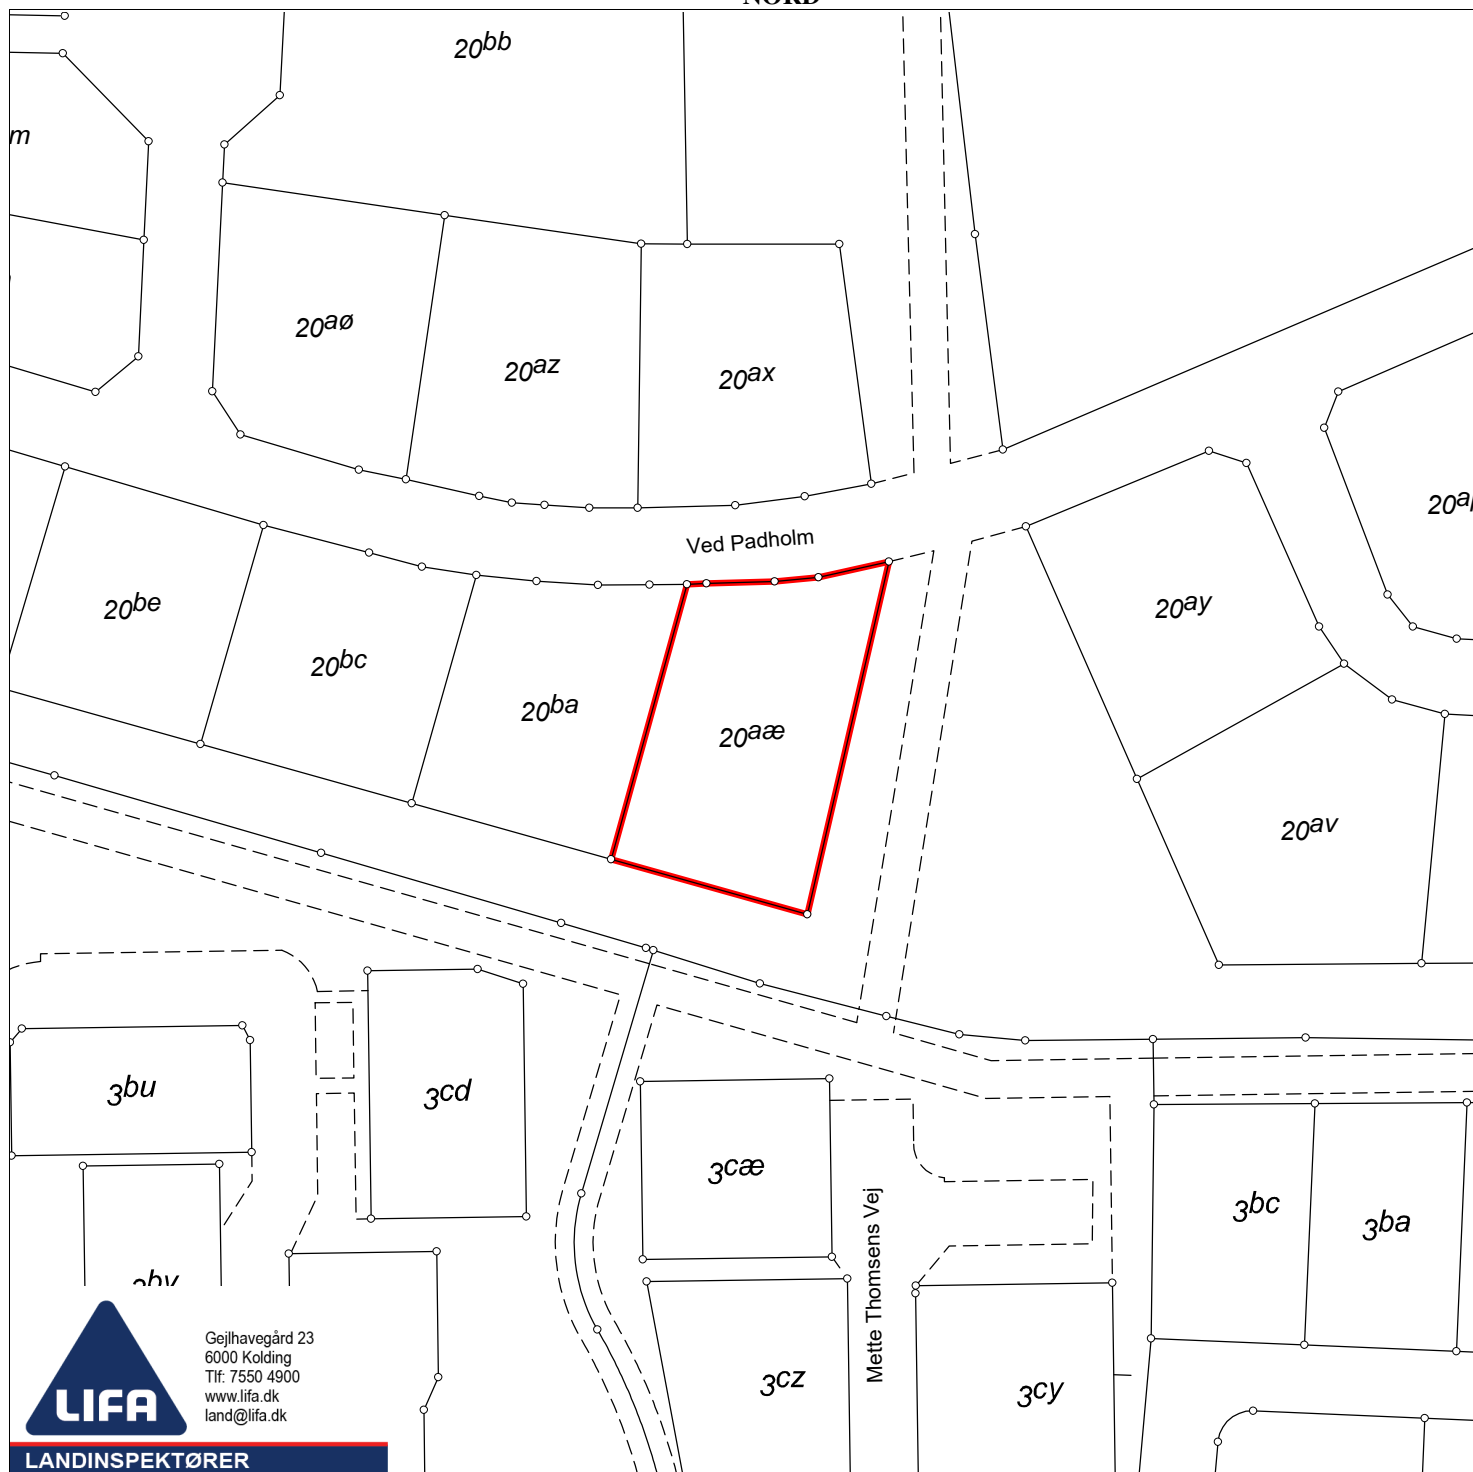 NORD
20bb
m
20aø
20az
20ax
Ved Padholm
20be
20bc
20ba
20aæ
20ay
20av
3bu
3cd
3cæ
3bc
3ba
Mette Thomsens Vej
3cz
3cy
Gejlhavegård 23
6000 Kolding
Tlf: 7550 4900
www.lifa.dk
land@lifa.dk
LIFA
LANDINSPEKTØRER